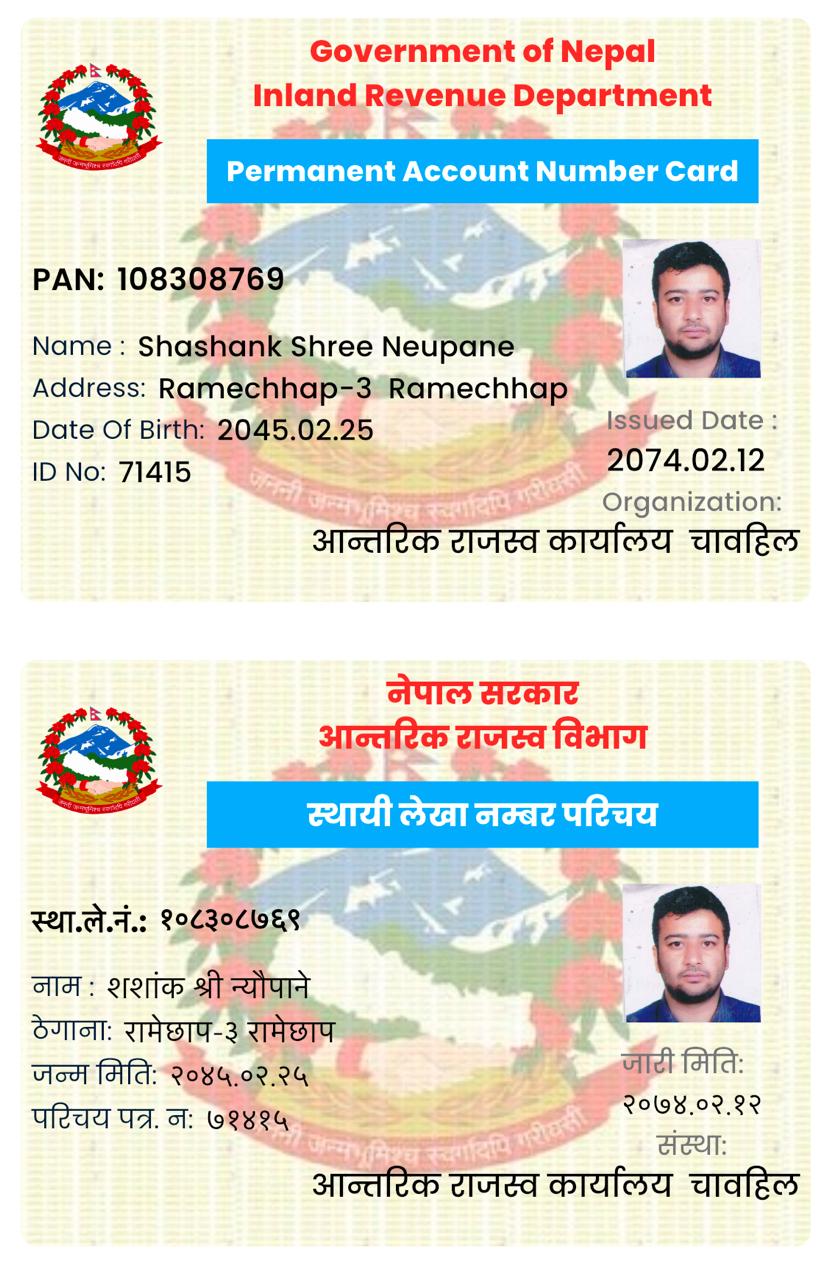 Government of Nepal
Inland Revenue Department
Permanent Account Number Card
PAN: 108308769
Name : Shashank Shree Neupane
Address: Ramechhap-3 Ramechhap
Date Of Birth: 2045.02.25
ID No: 71415
Issued Date :
2074.02.12
Organization:
आन्तरिक राजस्व कार्यालय चावहिल
जननी जन्मभूमिश्च स्वर्गादपि गरीयसी
नेपाल सरकार
आन्तरिक राजस्व विभाग
स्थायी लेखा नम्बर परिचय
स्था.ले.नं.: १०८३०८७६९
नाम : शशांक श्री न्यौपाने
ठेगाना: रामेछाप-३ रामेछाप
जन्म मिति: २०४५.०२.२५
परिचय पत्र. न: ७१४१५
जारी मिति:
२०७४.०२.१२
संस्था:
आन्तरिक राजस्व कार्यालय चावहिल
जननी जन्मभूमिश्च स्वर्गादपि गरीयसी